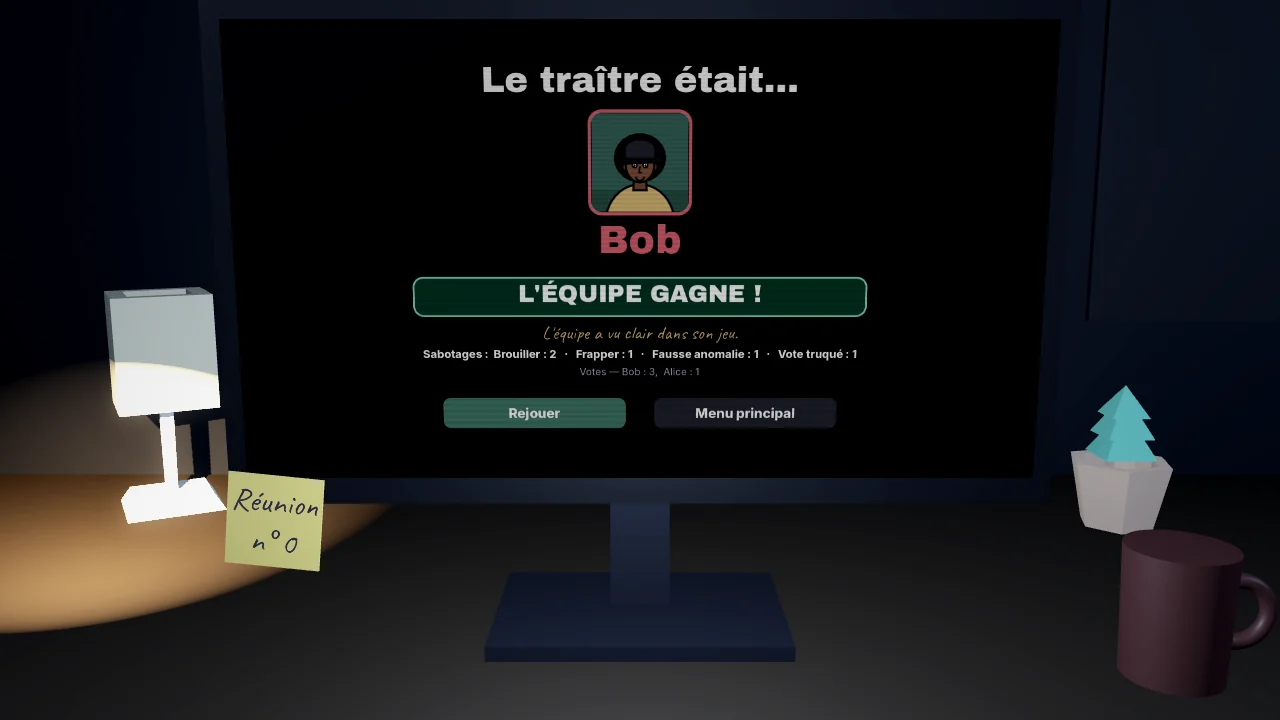 Le traître était...
Bob
L'ÉQUIPE GAGNE !
L'équipe a vu clair dans son jeu.
Sabotages : Brouiller : 2 · Frapper : 1 · Fausse anomalie : 1 · Vote truqué : 1
Votes — Bob : 3, Alice : 1
Rejouer
Menu principal
Réunion
n° 0